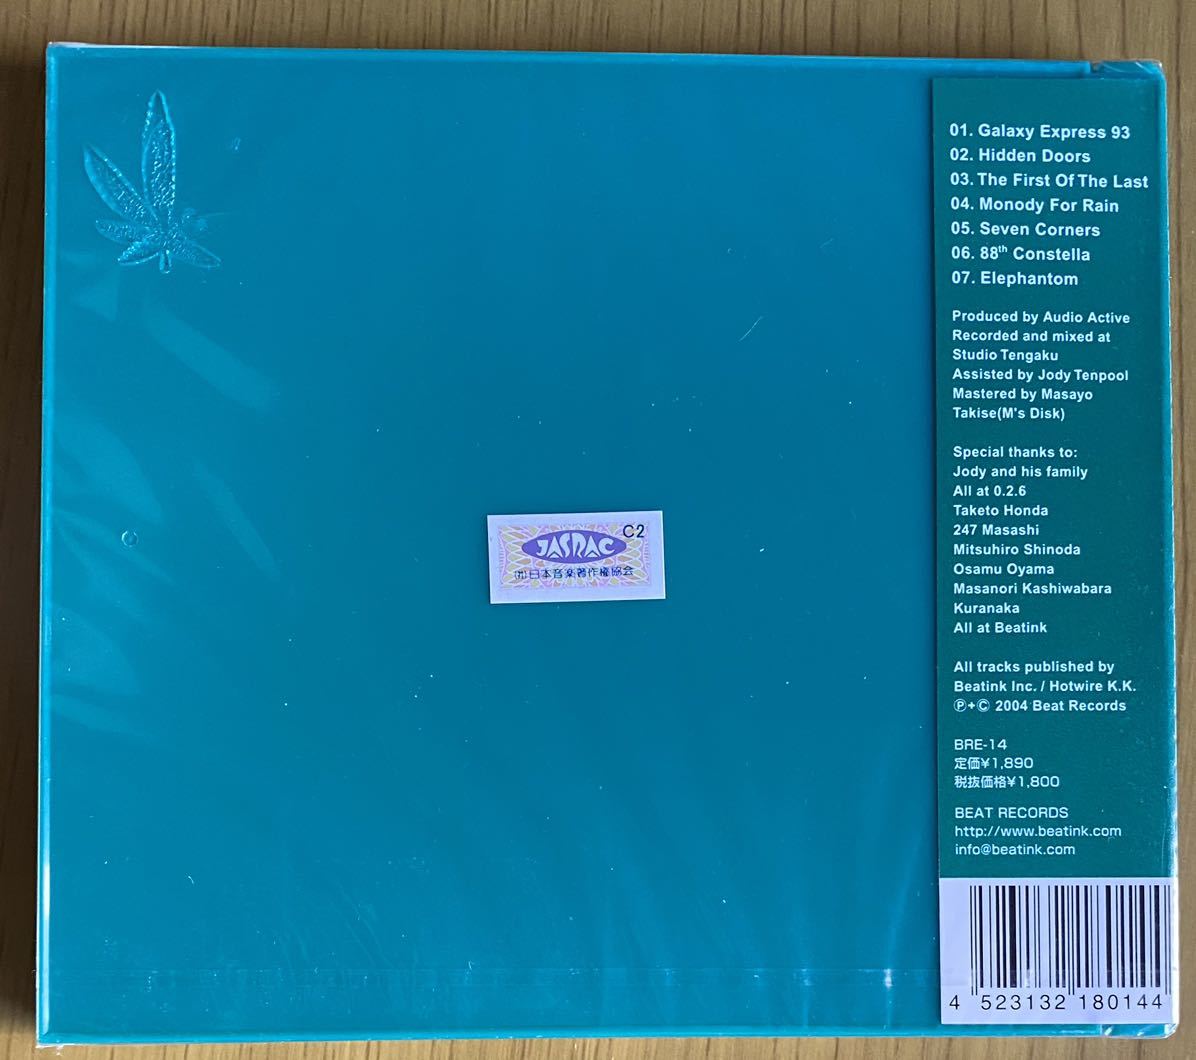 01. Galaxy Express 93
02. Hidden Doors
03. The First Of The Last
04. Monody For Rain
05. Seven Corners
06. 88th Constella
07. Elephantom
Produced by Audio Active
Recorded and mixed at
Studio Tengaku
Assisted by Jody Tenpool
Mastered by Masayo
Takise(M's Disk)
Special thanks to:
Jody and his family
All at 0.2.6
Taketo Honda
247 Masashi
Mitsuhiro Shinoda
Osamu Oyama
Masanori Kashiwabara
Kuranaka
All at Beatink
All tracks published by
Beatink Inc. / Hotwire K.K.
℗+© 2004 Beat Records
BRE-14
定価¥1,890
税抜価格¥1,800
BEAT RECORDS
http://www.beatink.com
info@beatink.com
4 523132 180144
C2
JASRAC
(社)日本音楽著作権協会